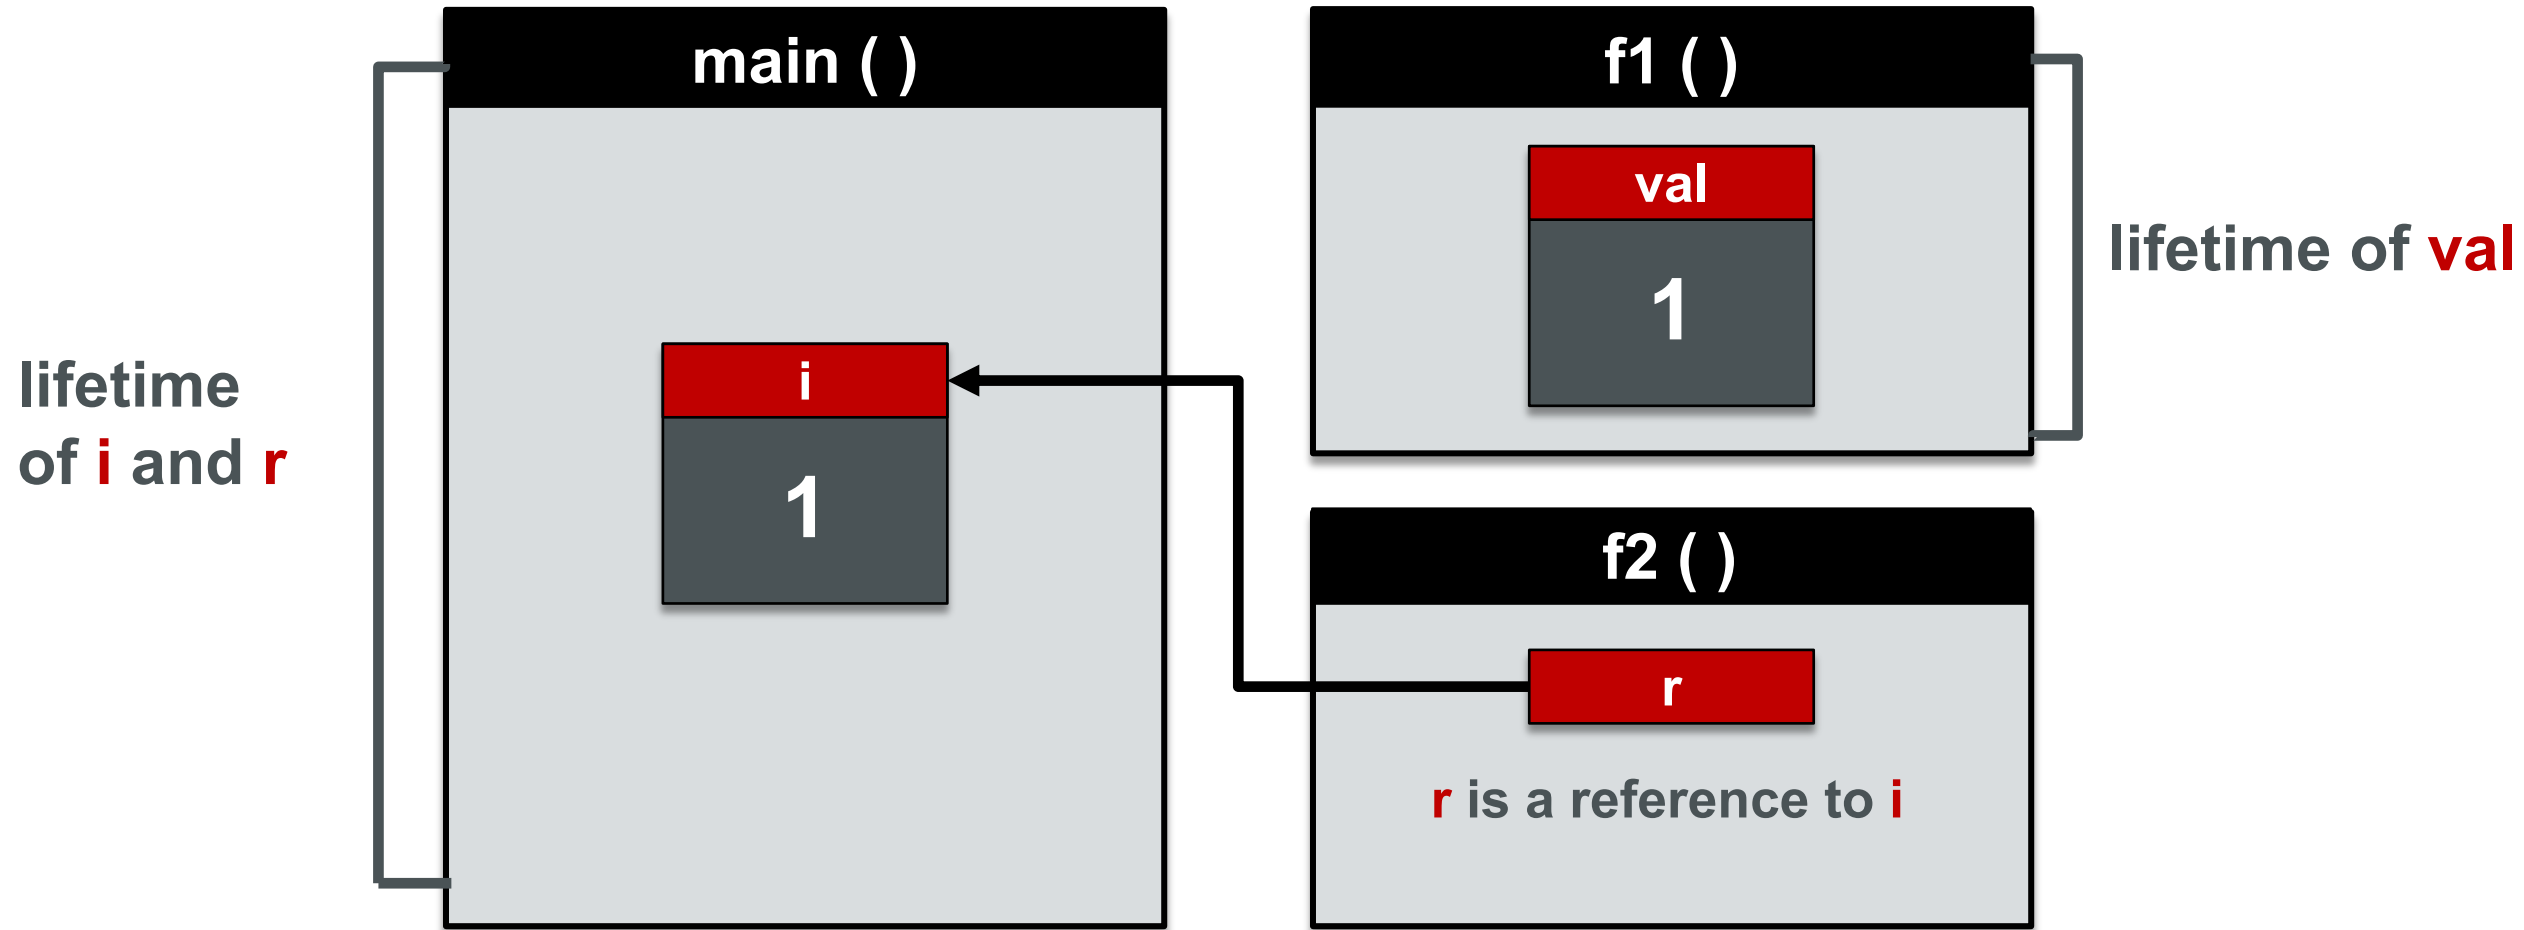 main ( )
lifetime
of i and r
i
1
f1 ( )
val
1
lifetime of val
f2 ( )
r
r is a reference to i